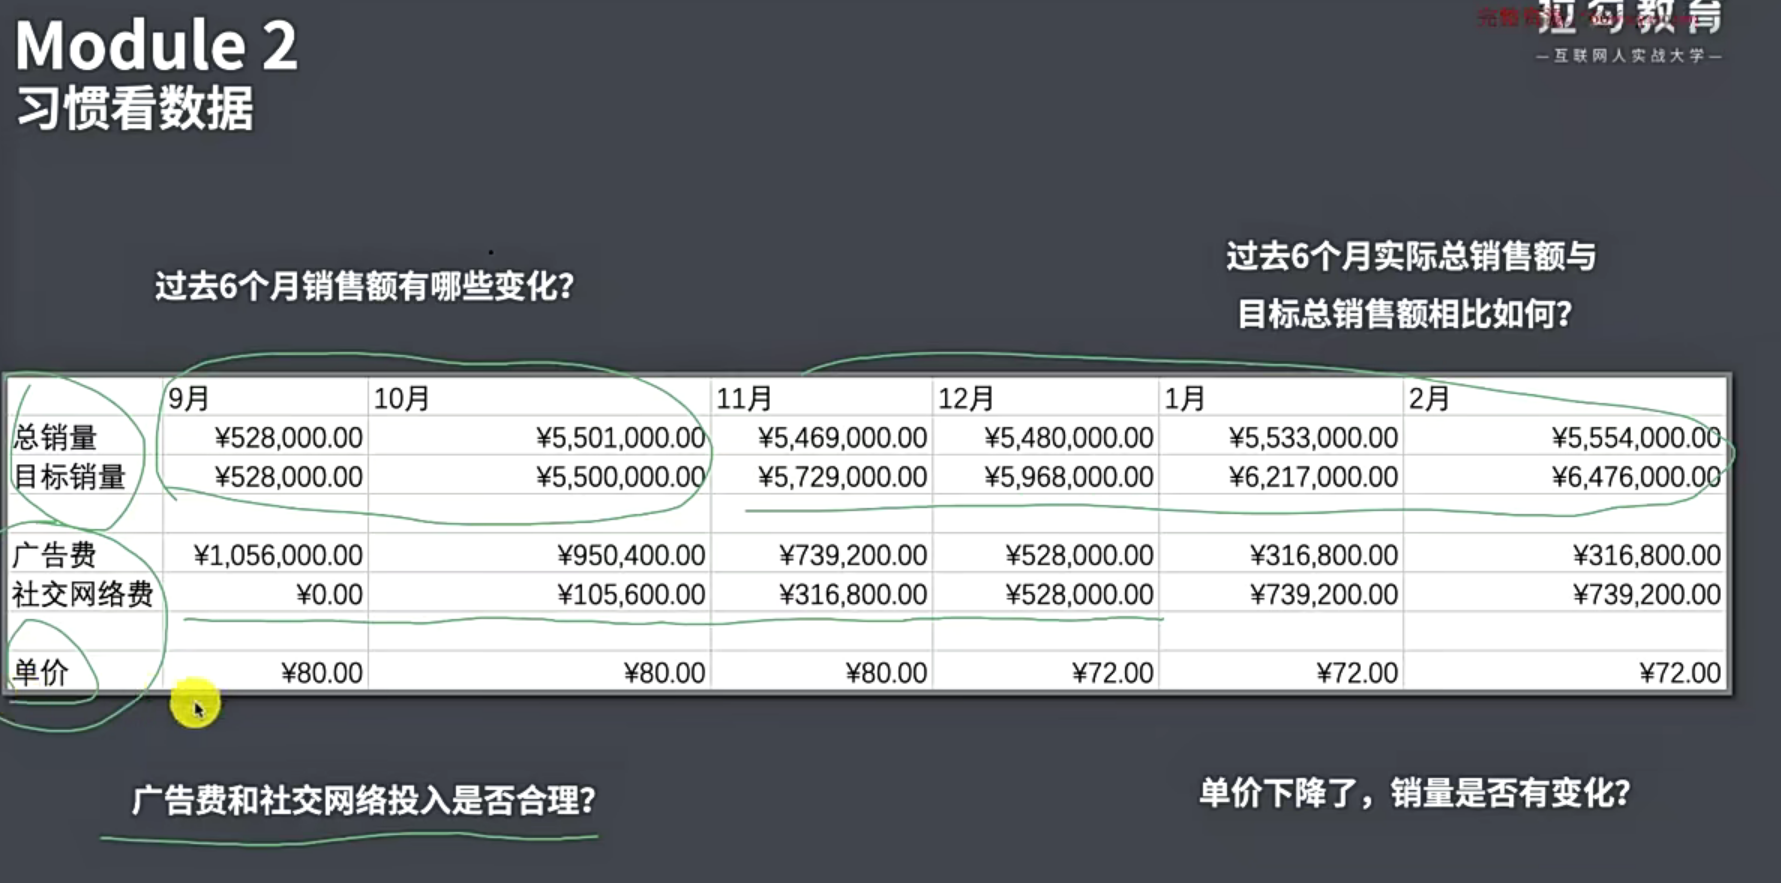 Module 2
习惯看数据
教育
—互联网人实战大学—
过去6个月销售额有哪些变化?
过去6个月实际总销售额与
目标总销售额相比如何?
9月 10月 11月 12月 1月 2月
总销量 ¥528,000.00 ¥5,501,000.00 ¥5,469,000.00 ¥5,480,000.00 ¥5,533,000.00 ¥5,554,000.00
目标销量 ¥528,000.00 ¥5,500,000.00 ¥5,729,000.00 ¥5,968,000.00 ¥6,217,000.00 ¥6,476,000.00
广告费 ¥1,056,000.00 ¥950,400.00 ¥739,200.00 ¥528,000.00 ¥316,800.00 ¥316,800.00
社交网络费 ¥0.00 ¥105,600.00 ¥316,800.00 ¥528,000.00 ¥739,200.00 ¥739,200.00
单价 ¥80.00 ¥80.00 ¥80.00 ¥72.00 ¥72.00 ¥72.00
广告费和社交网络投入是否合理?
单价下降了，销量是否有变化?